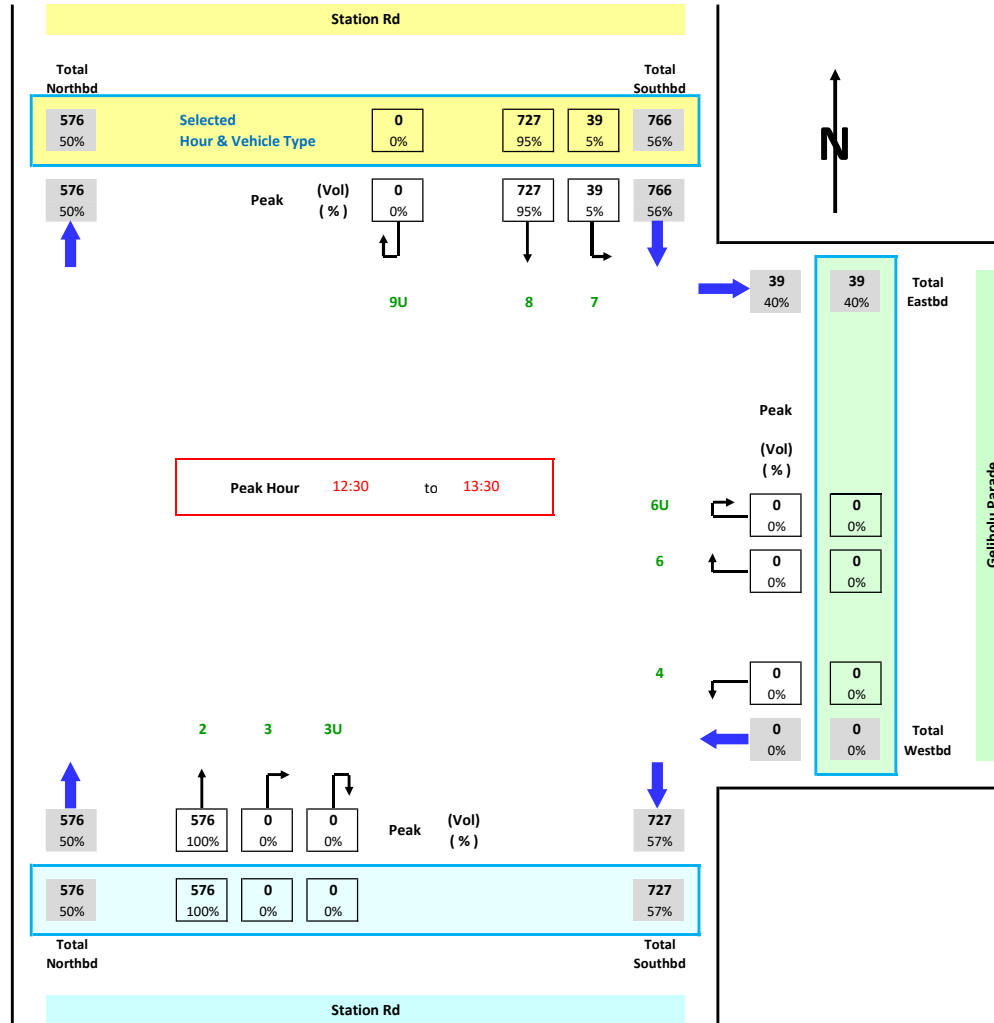 Station Rd
Total Northbd
Total Southbd
576 50%
Selected Hour & Vehicle Type
0 0%
727 95%
39 5%
766 56%
N
576 50%
Peak
(Vol) ( % )
0 0%
727 95%
39 5%
766 56%
9U
8
7
39 40%
39 40%
Total Eastbd
Peak
(Vol)
( % )
Gelibolu Parade
Peak Hour 12:30 to 13:30
6U
0 0%
0 0%
6
0 0%
0 0%
4
0 0%
0 0%
2 3 3U
0 0%
0 0%
Total Westbd
576 50%
576 100%
0 0%
0 0%
Peak
(Vol) ( % )
727 57%
576 50%
576 100%
0 0%
0 0%
727 57%
Total Northbd
Total Southbd
Station Rd